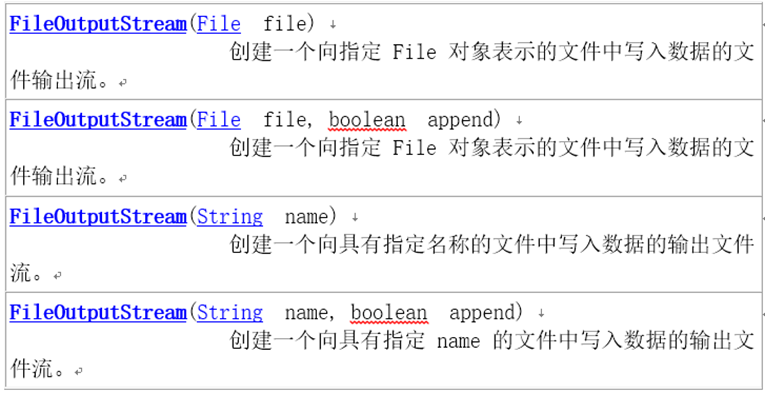 FileOutputStream(File file)
创建一个向指定 File 对象表示的文件中写入数据的文
件输出流。
FileOutputStream(File file, boolean append)
创建一个向指定 File 对象表示的文件中写入数据的文
件输出流。
FileOutputStream(String name)
创建一个向具有指定名称的文件中写入数据的输出文件
流。
FileOutputStream(String name, boolean append)
创建一个向具有指定 name 的文件中写入数据的输出文
件流。